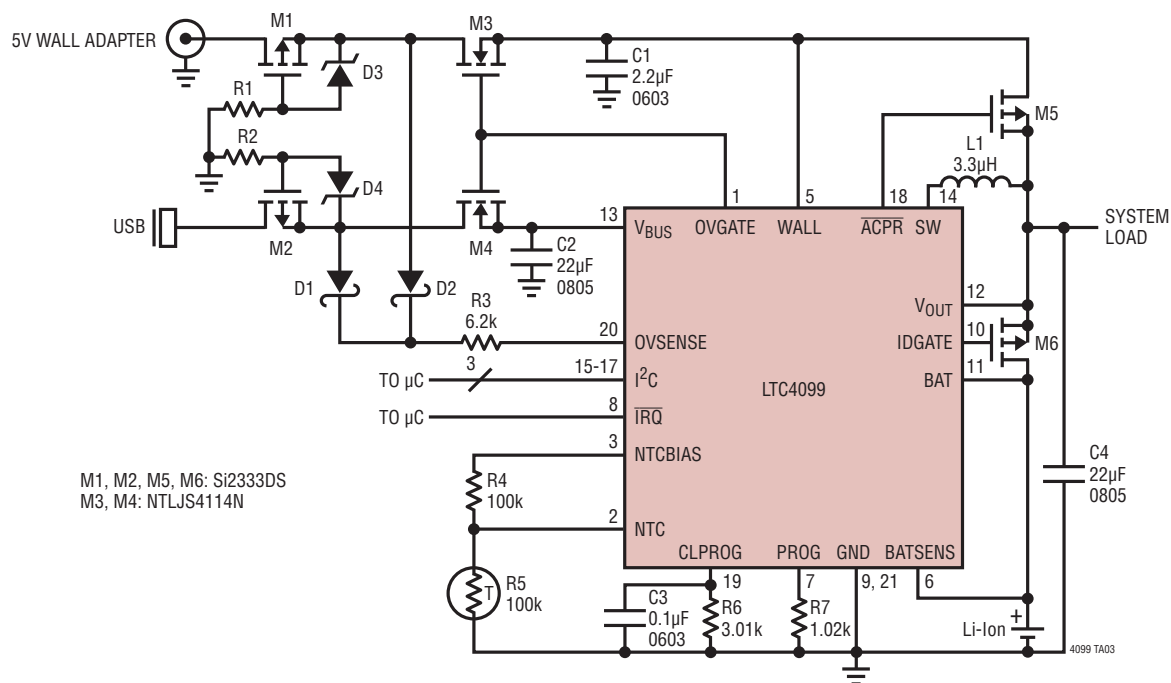 M1
M3
5V WALL ADAPTER
D3
C1
2.2µF
0603
R1
M5
R2
L1
3.3µH
D4
1
5
18
14
USB
13
VBUS
OVGATE
WALL
ACPR
SW
SYSTEM
LOAD
M2
M4
C2
22µF
0805
D1
D2
R3
6.2k
VOUT
12
20
OVSENSE
IDGATE
10
M6
3
15-17
BAT
11
TO µC
I2C
LTC4099
8
TO µC
IRQ
3
NTCBIAS
M1, M2, M5, M6: Si2333DS
M3, M4: NTLJS4114N
R4
100k
C4
22µF
0805
2
NTC
CLPROG
PROG
GND
BATSENS
19
7
9, 21
6
T
R5
100k
C3
0.1µF
0603
R6
3.01k
R7
1.02k
Li-Ion
+
4099 TA03